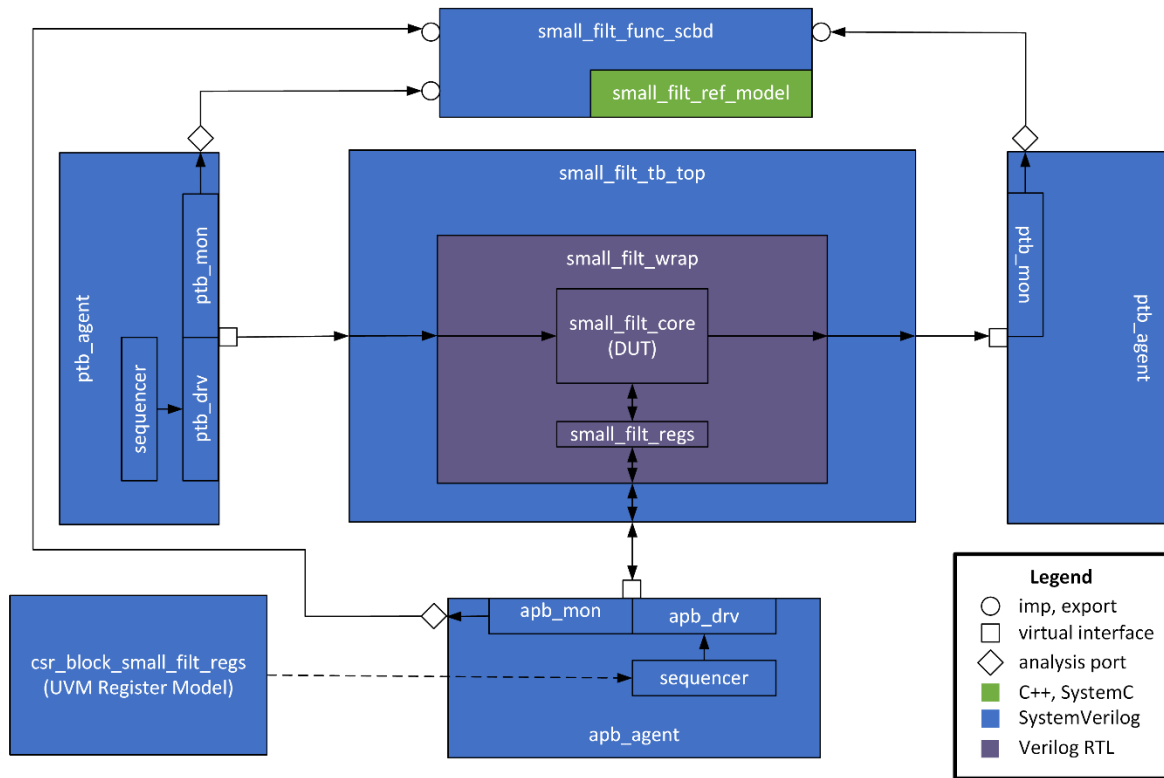 small_filt_func_scbd
small_filt_ref_model
small_filt_tb_top
small_filt_wrap
small_filt_core
(DUT)
small_filt_regs
ptb_agent
sequencer
ptb_mon
ptb_drv
ptb_mon
ptb_agent
csr_block_small_filt_regs
(UVM Register Model)
apb_mon
apb_drv
sequencer
apb_agent
Legend
imp, export
virtual interface
analysis port
C++, SystemC
SystemVerilog
Verilog RTL